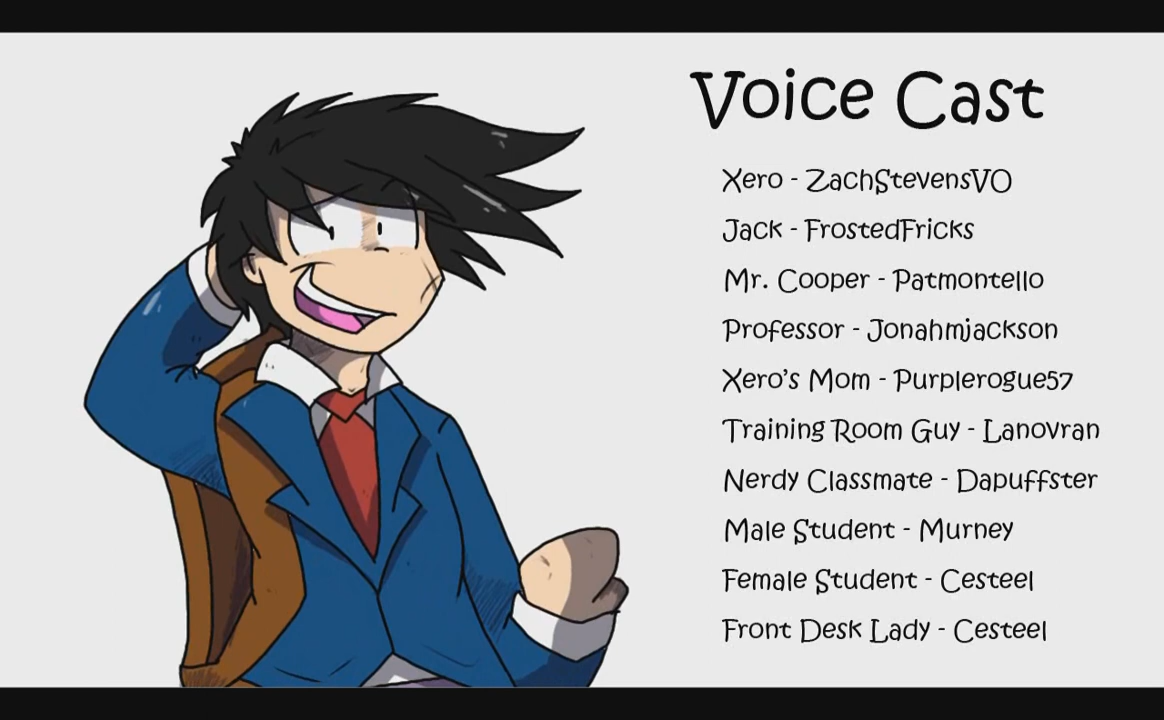 Voice Cast
Xero - ZachStevensVO
Jack - FrostedFricks
Mr. Cooper - Patmontello
Professor - Jonahmjackson
Xero's Mom - Purplerogue57
Training Room Guy - Lanovran
Nerdy Classmate - Dapuffster
Male Student - Murney
Female Student - Cesteel
Front Desk Lady - Cesteel